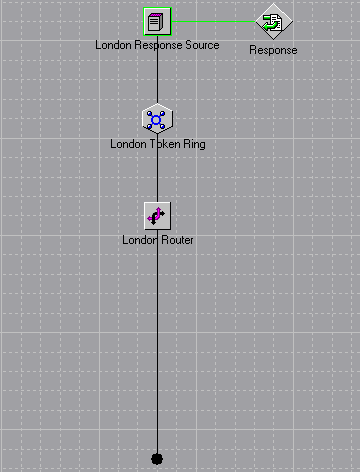 London Response Source
Response
London Token Ring
London Router